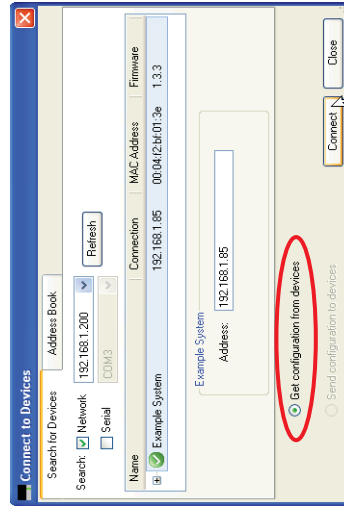 Connect to Devices
Search for Devices
Address Book
Search: Network 192.168.1.200 Refresh
Serial COM3
Name Connection MAC Address Firmware
Example System 192.168.1.85 00:04:f2:bf:01:3e 1.3.3
Example System
Address: 192.168.1.85
Get configuration from devices
Send configuration to devices
Connect Close